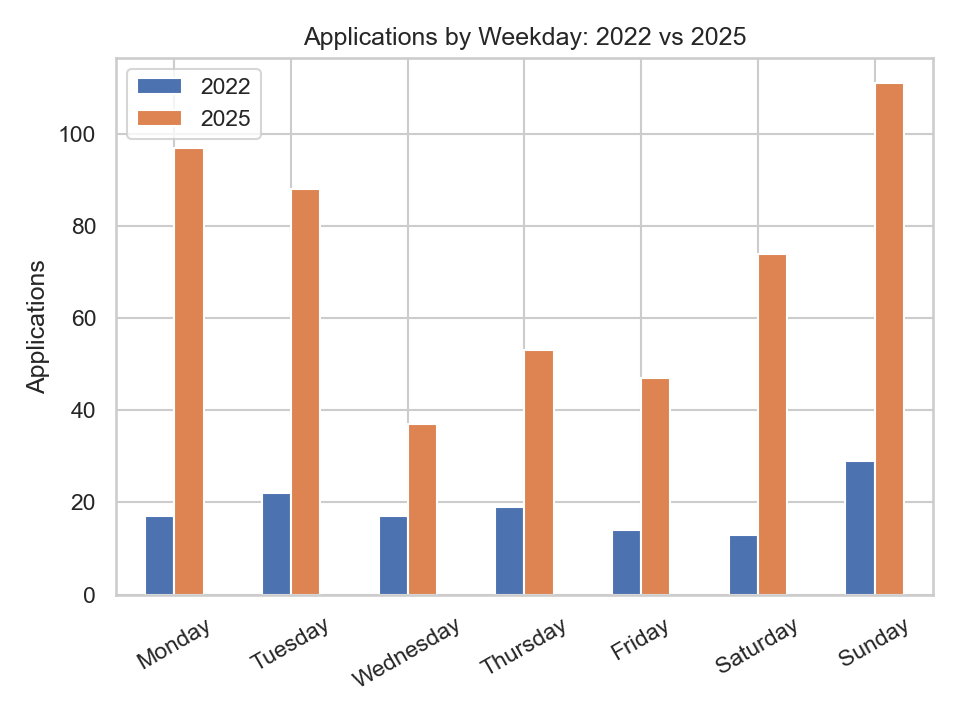 Applications by Weekday: 2022 vs 2025
2022
2025
Applications
100
80
60
40
20
0
Monday
Tuesday
Wednesday
Thursday
Friday
Saturday
Sunday